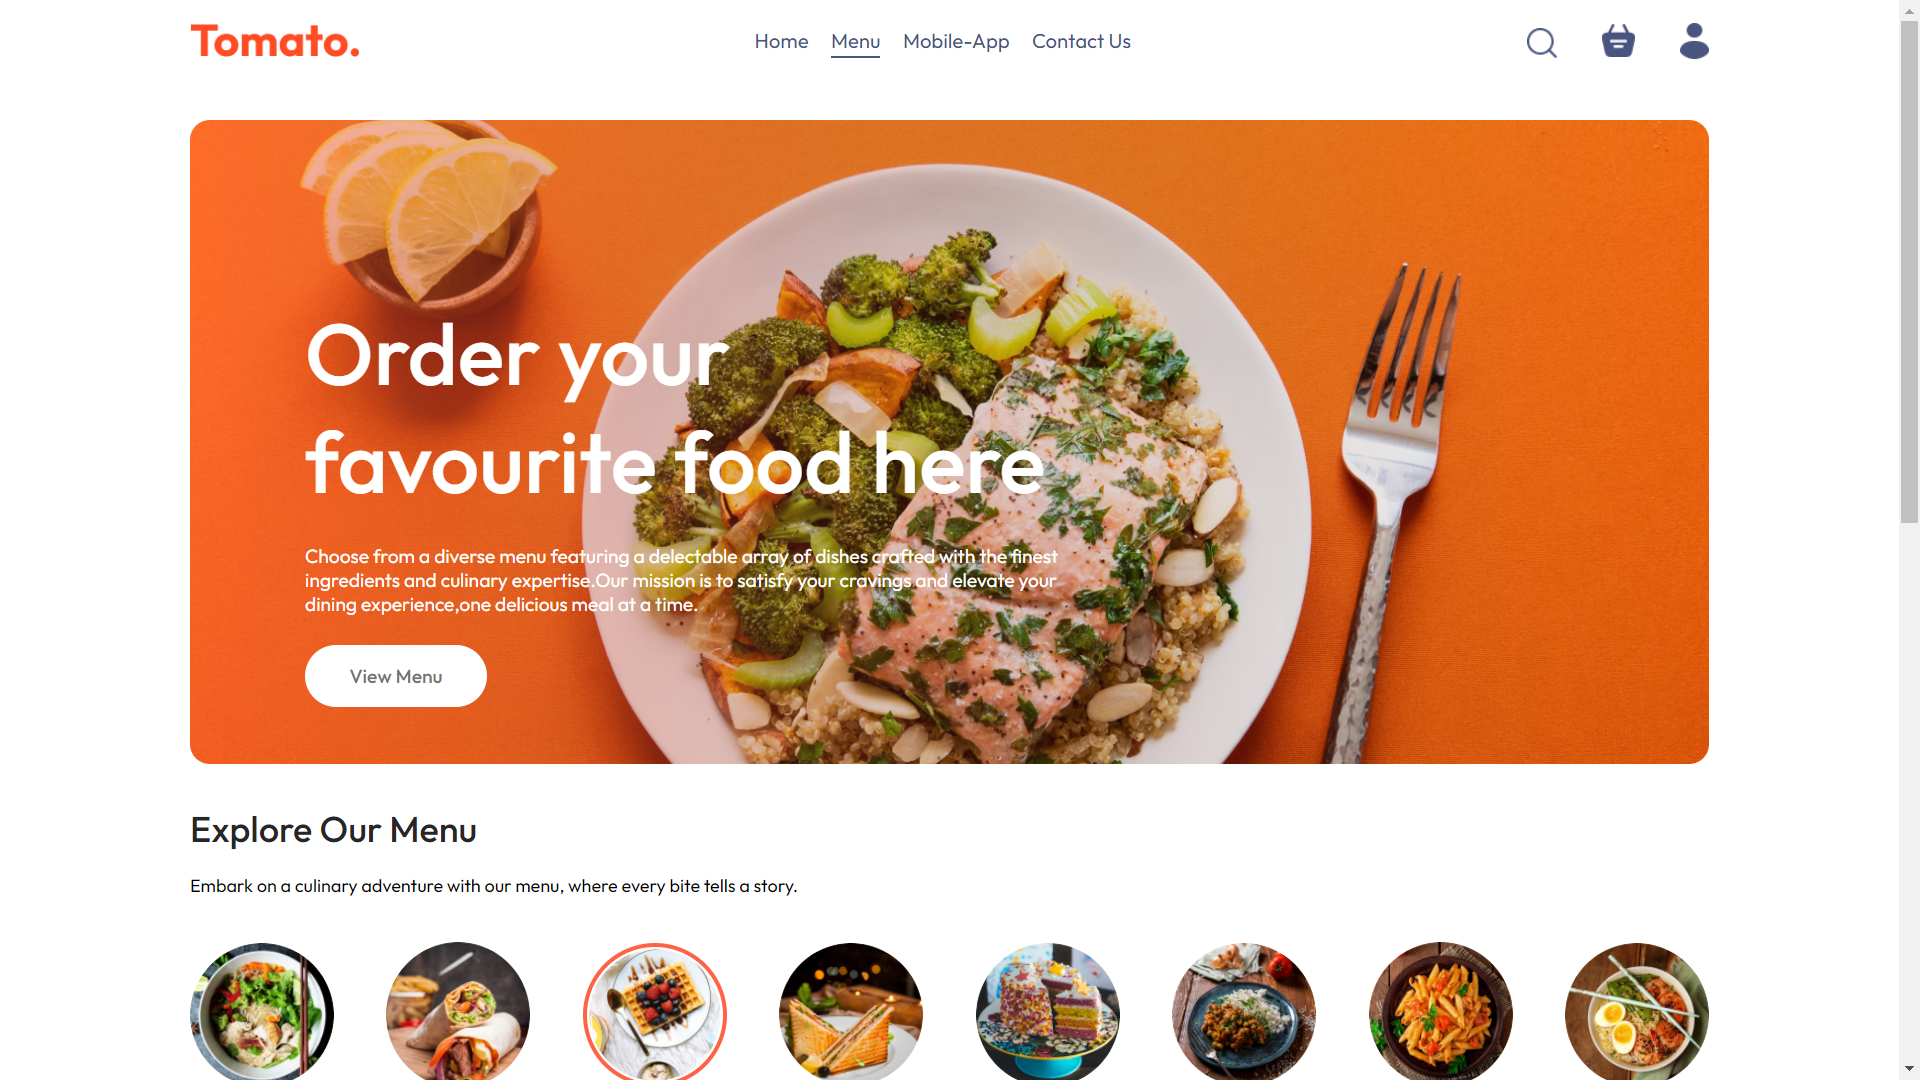 Tomato.
Home Menu Mobile-App Contact Us
Order your
favourite food here
Choose from a diverse menu featuring a delectable array of dishes crafted with the finest
ingredients and culinary expertise.Our mission is to satisfy your cravings and elevate your
dining experience,one delicious meal at a time.
View Menu
Explore Our Menu
Embark on a culinary adventure with our menu, where every bite tells a story.